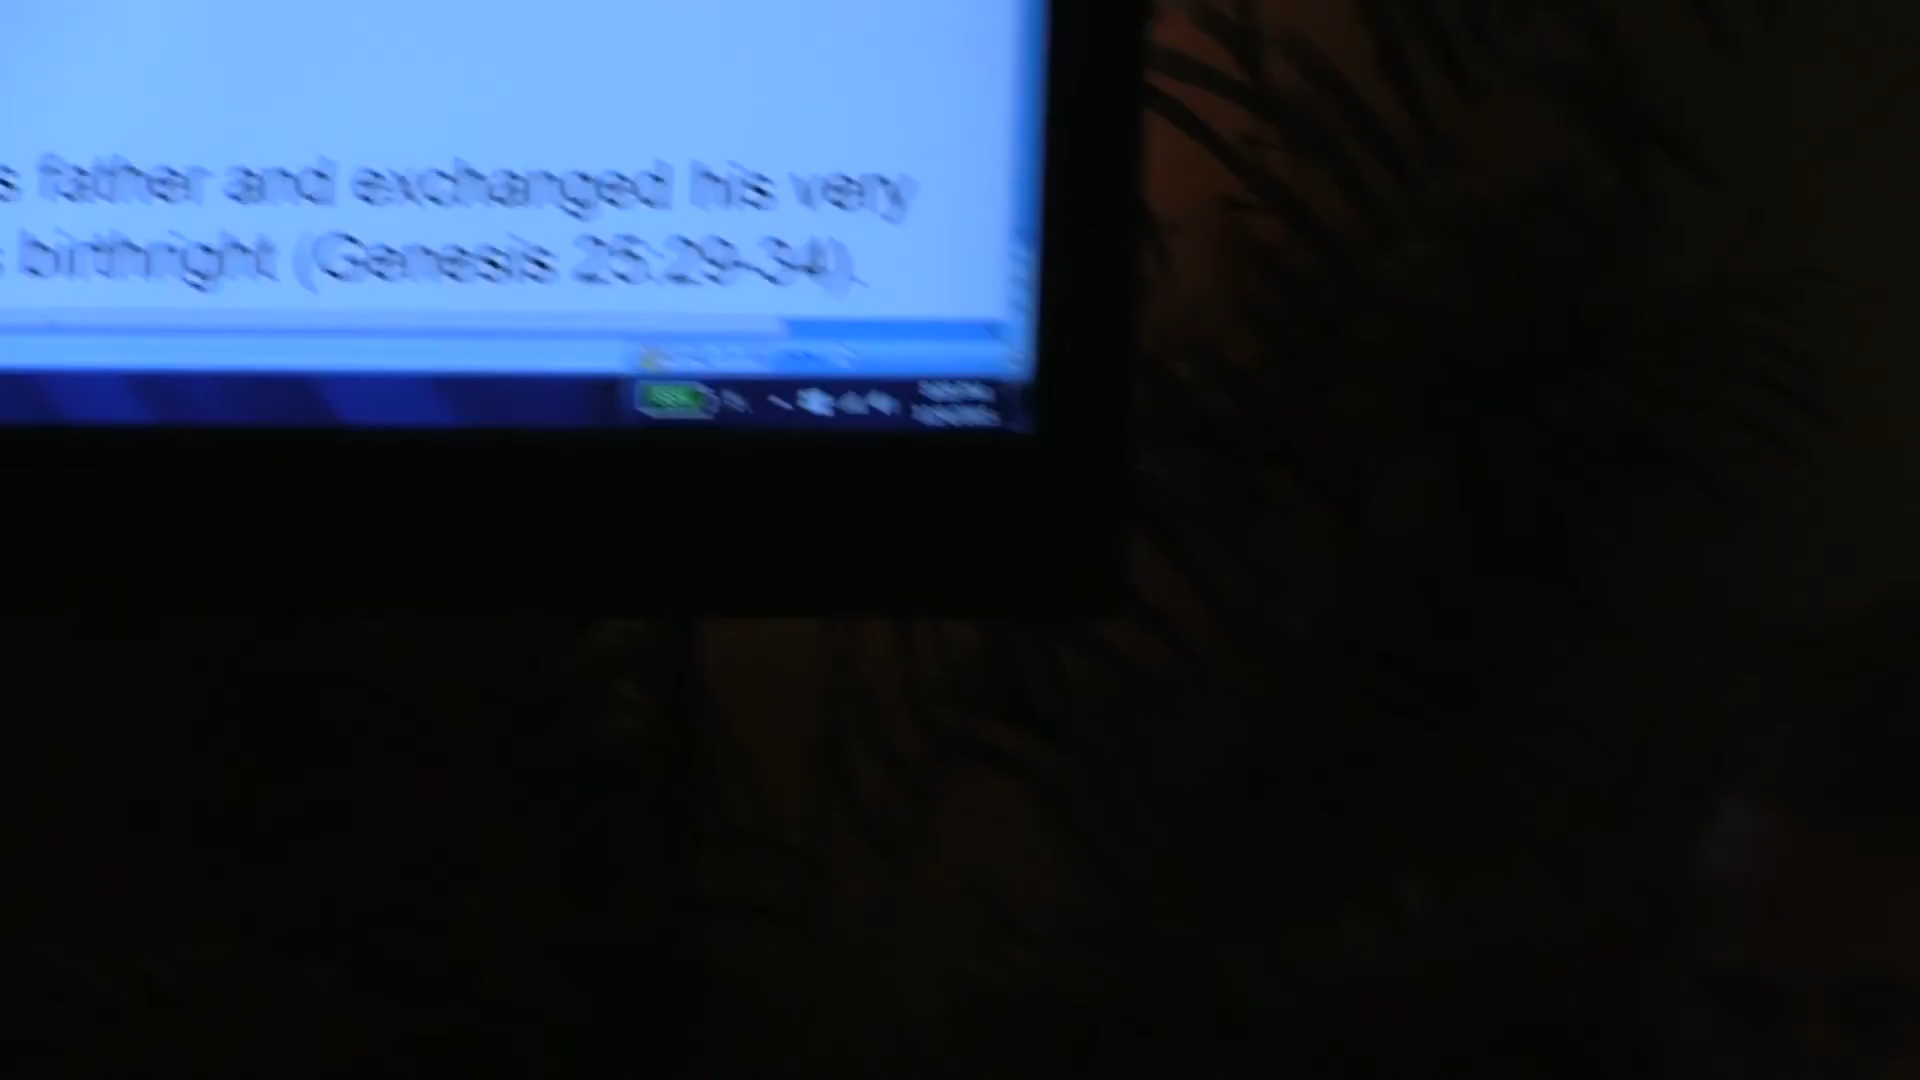 s father and exchanged his very
s birthright (Genesis 25:29-34).